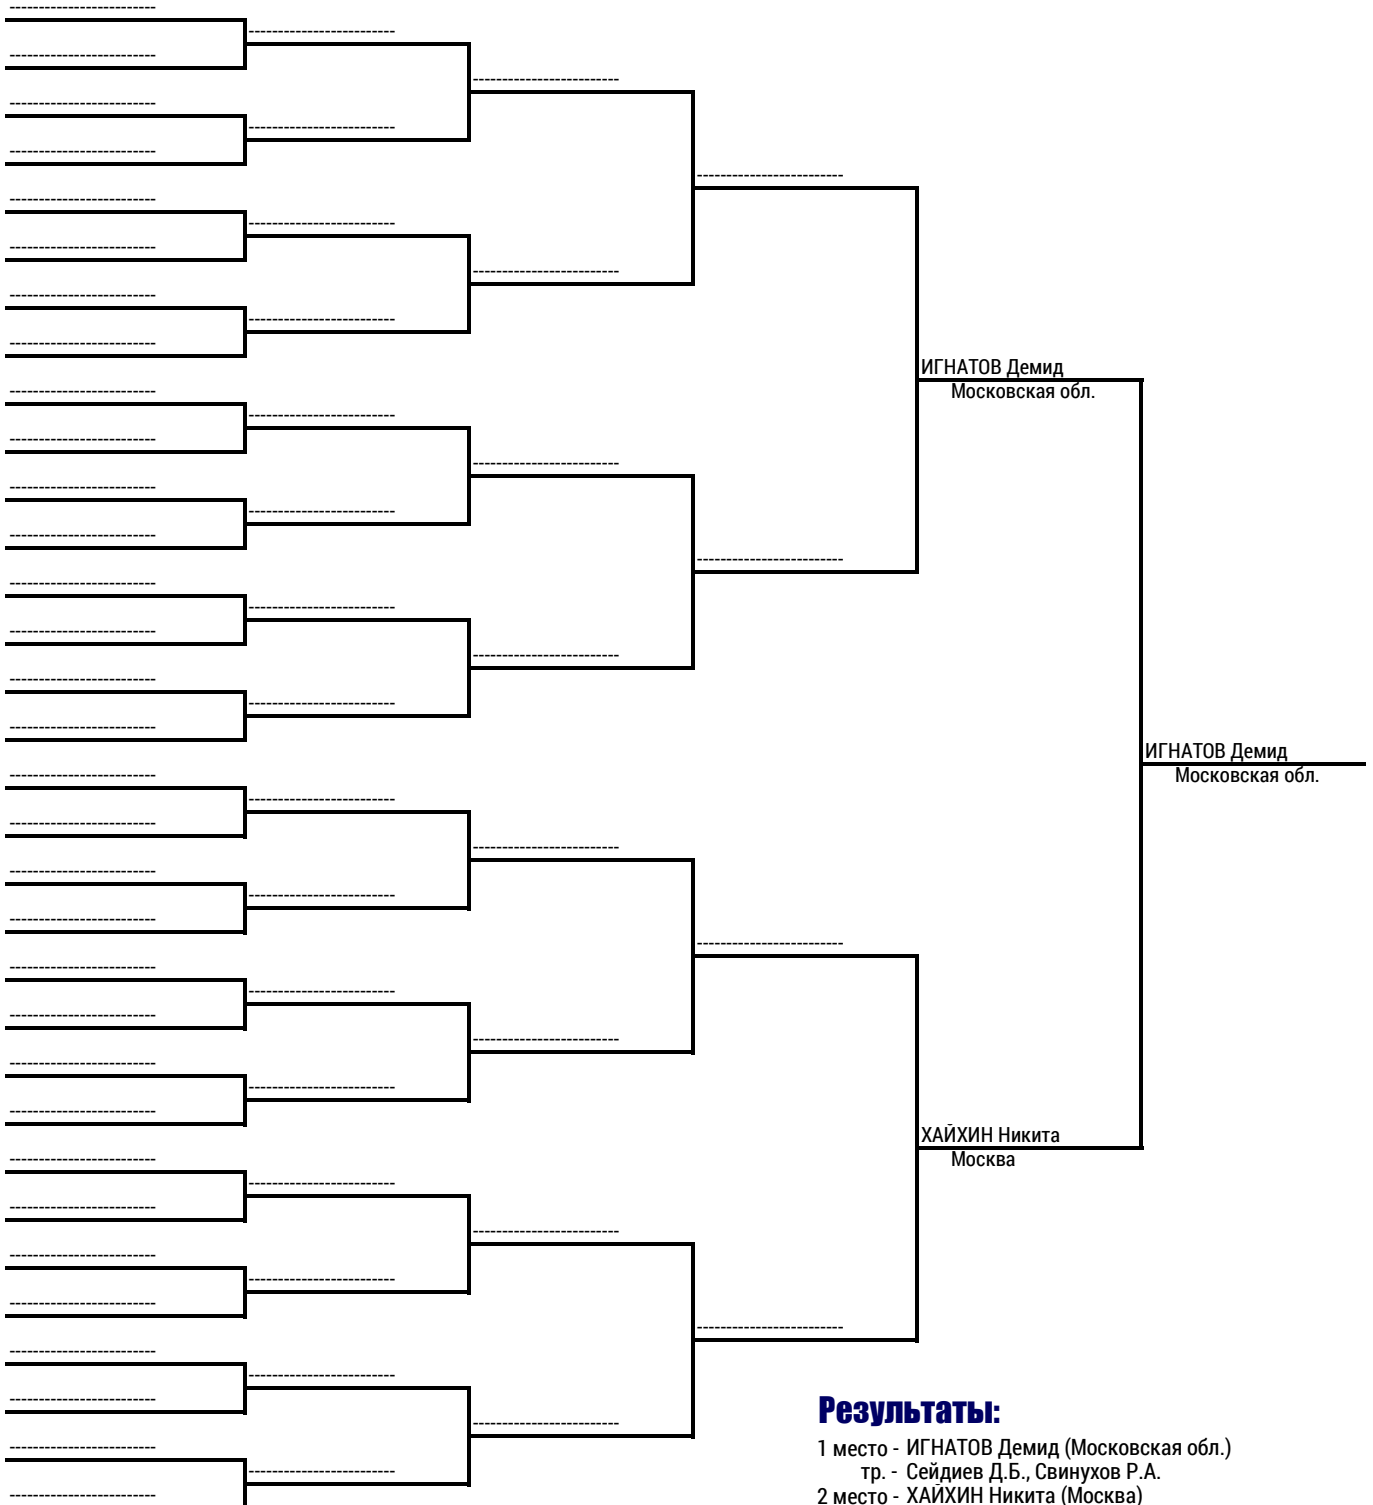 ИГНАТОВ Демид
Московская обл.
ИГНАТОВ Демид
Московская обл.
ХАЙХИН Никита
Москва
Результаты:
1 место - ИГНАТОВ Демид (Московская обл.)
тр. - Сейдиев Д.Б., Свинухов Р.А.
2 место - ХАЙХИН Никита (Москва)